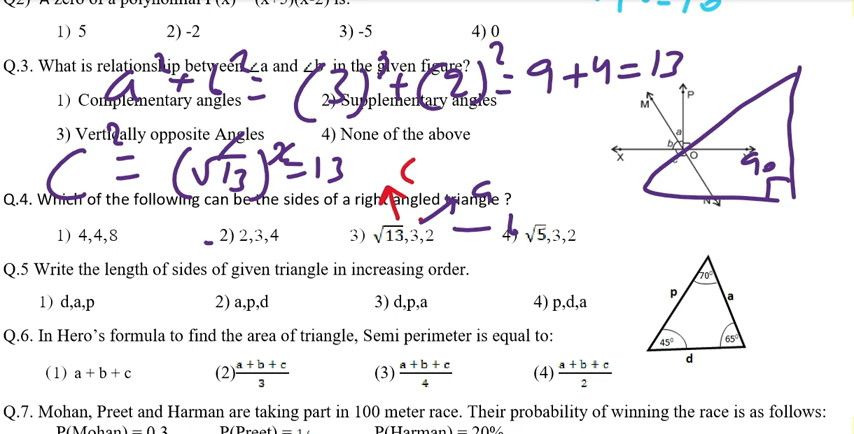 1) 5 2) -2 3) -5 4) 0
Q.3. What is relationship between ∠a and ∠b in the given figure?
a² + b² = (3)² + (2)² = 9 + 4 = 13
1) Complementary angles 2) Supplementary angles
3) Vertically opposite Angles 4) None of the above
C² = (√13)² = 13
M P a b c O X N 90
C
Q.4. Which of the following can be the sides of a right angled triangle ?
a
b
1) 4,4,8 2) 2,3,4 3) √13,3,2 4) √5,3,2
Q.5 Write the length of sides of given triangle in increasing order.
1) d,a,p 2) a,p,d 3) d,p,a 4) p,d,a
70° p a 45° 65° d
Q.6. In Hero’s formula to find the area of triangle, Semi perimeter is equal to:
(1) a + b + c (2) a + b + c / 3 (3) a + b + c / 4 (4) a + b + c / 2
Q.7. Mohan, Preet and Harman are taking part in 100 meter race. Their probability of winning the race is as follows:
P(Mohan) = 0.3 P(Preet) = P(Harman) = 20%